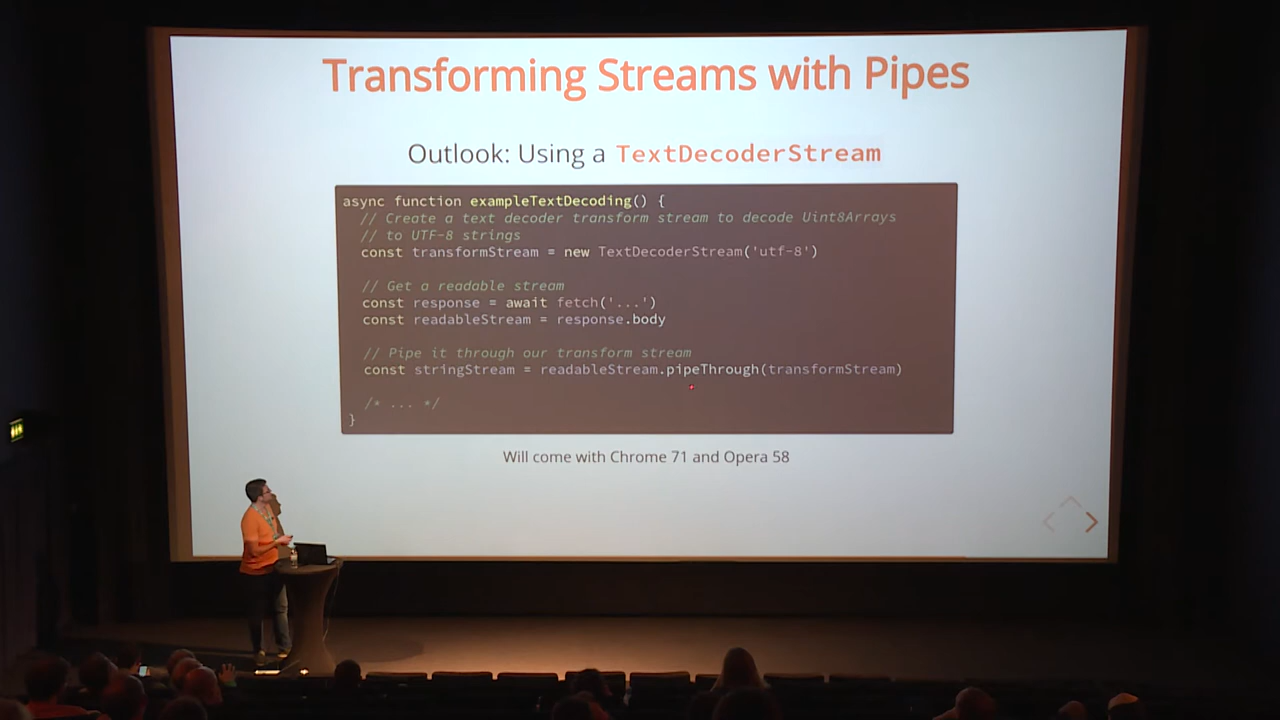 Transforming Streams with Pipes
Outlook: Using a TextDecoderStream
async function exampleTextDecoding() {
// Create a text decoder transform stream to decode Uint8Arrays
// to UTF-8 strings
const transformStream = new TextDecoderStream('utf-8')
// Get a readable stream
const response = await fetch('...')
const readableStream = response.body
// Pipe it through our transform stream
const stringStream = readableStream.pipeThrough(transformStream)
/* ... */
}
Will come with Chrome 71 and Opera 58